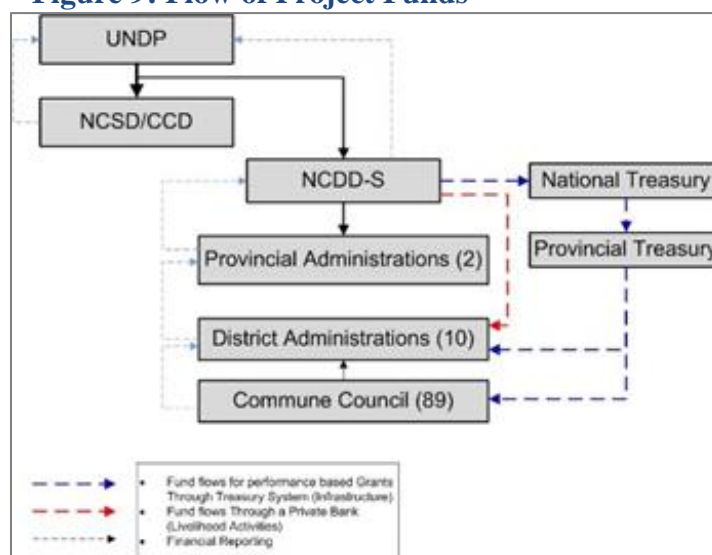 Figure 9: Flow of Project Funds
UNDP
NCSD/CCD
NCDD-S
National Treasury
Provincial Administrations (2)
Provincial Treasury
District Administrations (10)
Commune Council (89)
• Fund flows for performance based Grants
Through Treasury System (Infrastructure)
• Fund flows Through a Private Bank
(Livelihood Activities)
• Financial Reporting